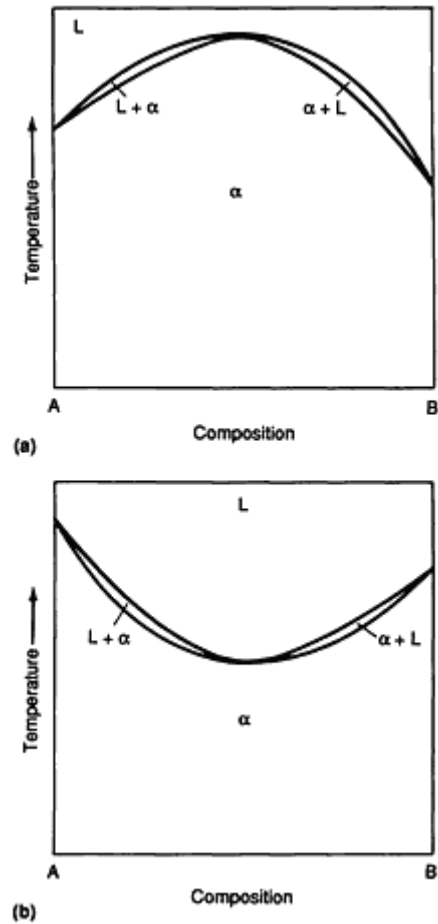 L
L + α
α + L
α
Temperature
A
B
Composition
(a)
L
L + α
α + L
α
Temperature
A
B
Composition
(b)